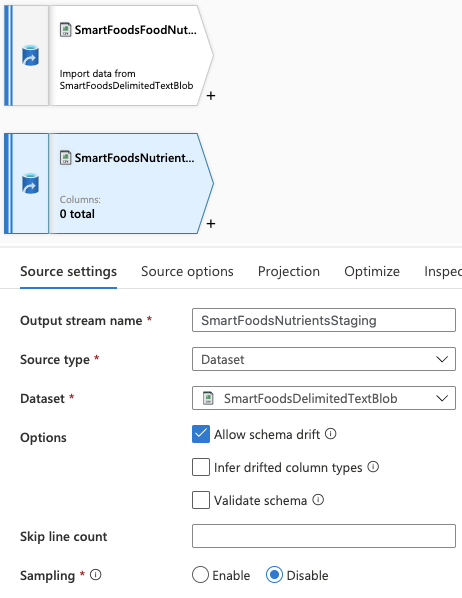 SmartFoodsFoodNut...
Import data from
SmartFoodsDelimitedTextBlob
+
SmartFoodsNutrient...
Columns:
0 total
+
Source settings Source options Projection Optimize Inspec
Output stream name * SmartFoodsNutrientsStaging
Source type * Dataset
Dataset * SmartFoodsDelimitedTextBlob
Options Allow schema drift
Infer drifted column types
Validate schema
Skip line count
Sampling * Enable Disable